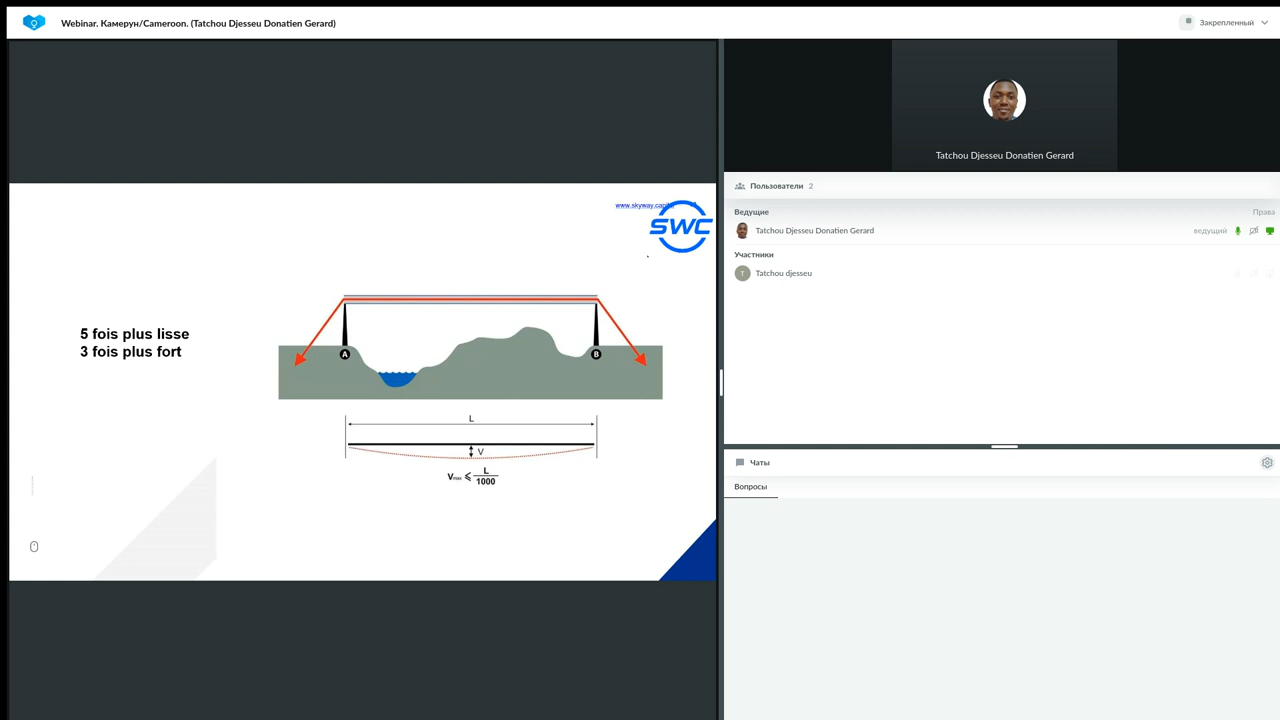 Webinar. Камерун/Cameroon. (Tatchou Djesseu Donatien Gerard)
Закрепленный
www.skyway.capital
SWC
5 fois plus lisse
3 fois plus fort
A
B
L
V
Vmax ⩽ L
1000
Tatchou Djesseu Donatien Gerard
Пользователи 2
Ведущие
Права
Tatchou Djesseu Donatien Gerard
ведущий
Участники
T
Tatchou djesseu
Чаты
Вопросы